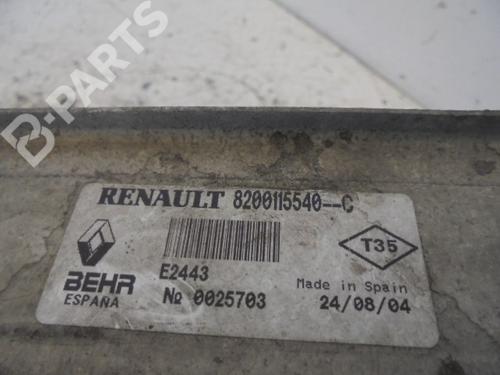 B-PARTS
RENAULT 8200115540--C
T35
BEHR
ESPAÑA
E2443
Nº 0025703
Made in Spain
24/08/04